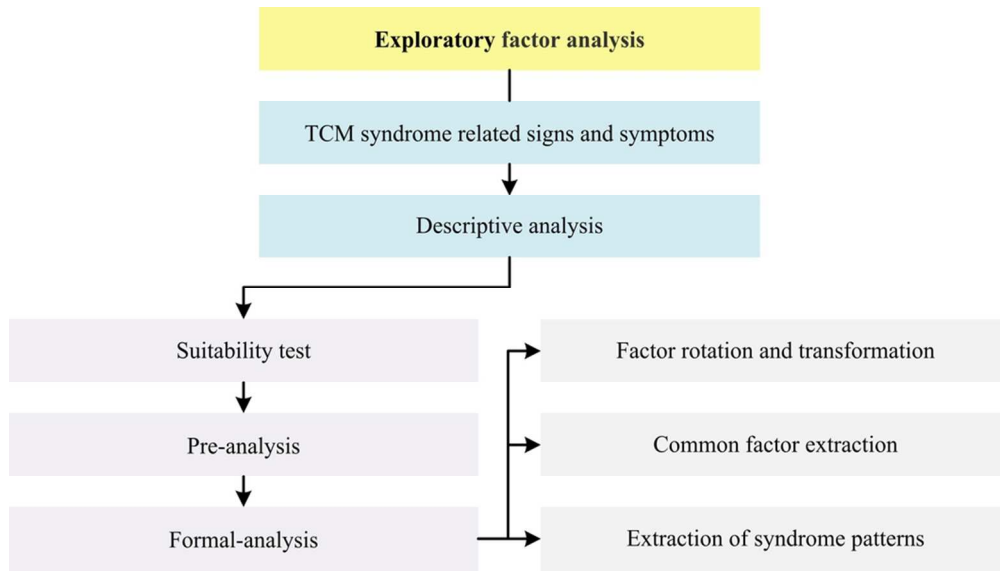 Exploratory factor analysis
TCM syndrome related signs and symptoms
Descriptive analysis
Suitability test
Pre-analysis
Formal-analysis
Factor rotation and transformation
Common factor extraction
Extraction of syndrome patterns